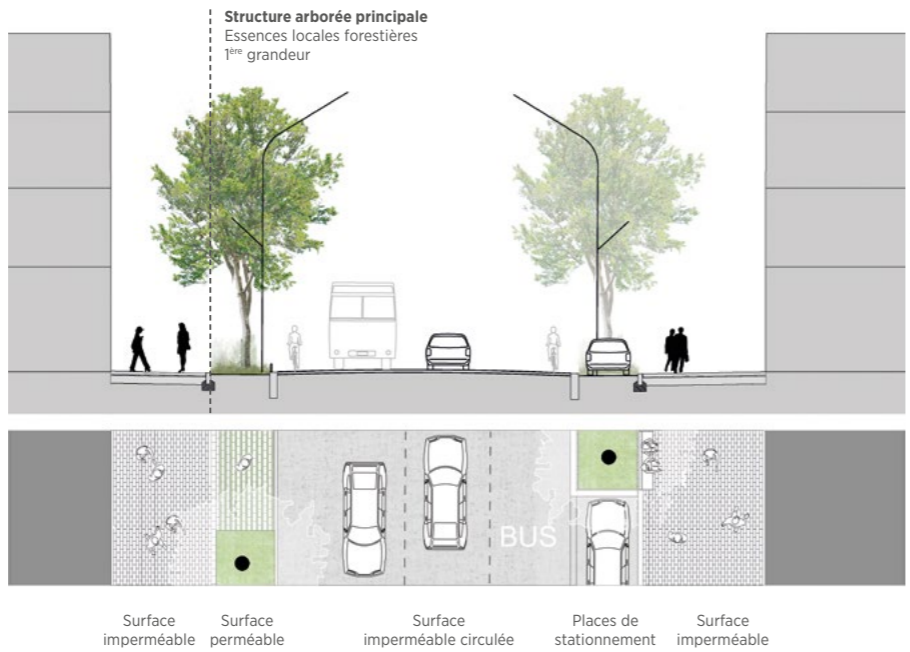 Structure arborée principale
Essences locales forestières
1ère grandeur
BUS
Surface
imperméable
Surface
perméable
Surface
imperméable circulée
Places de
stationnement
Surface
imperméable